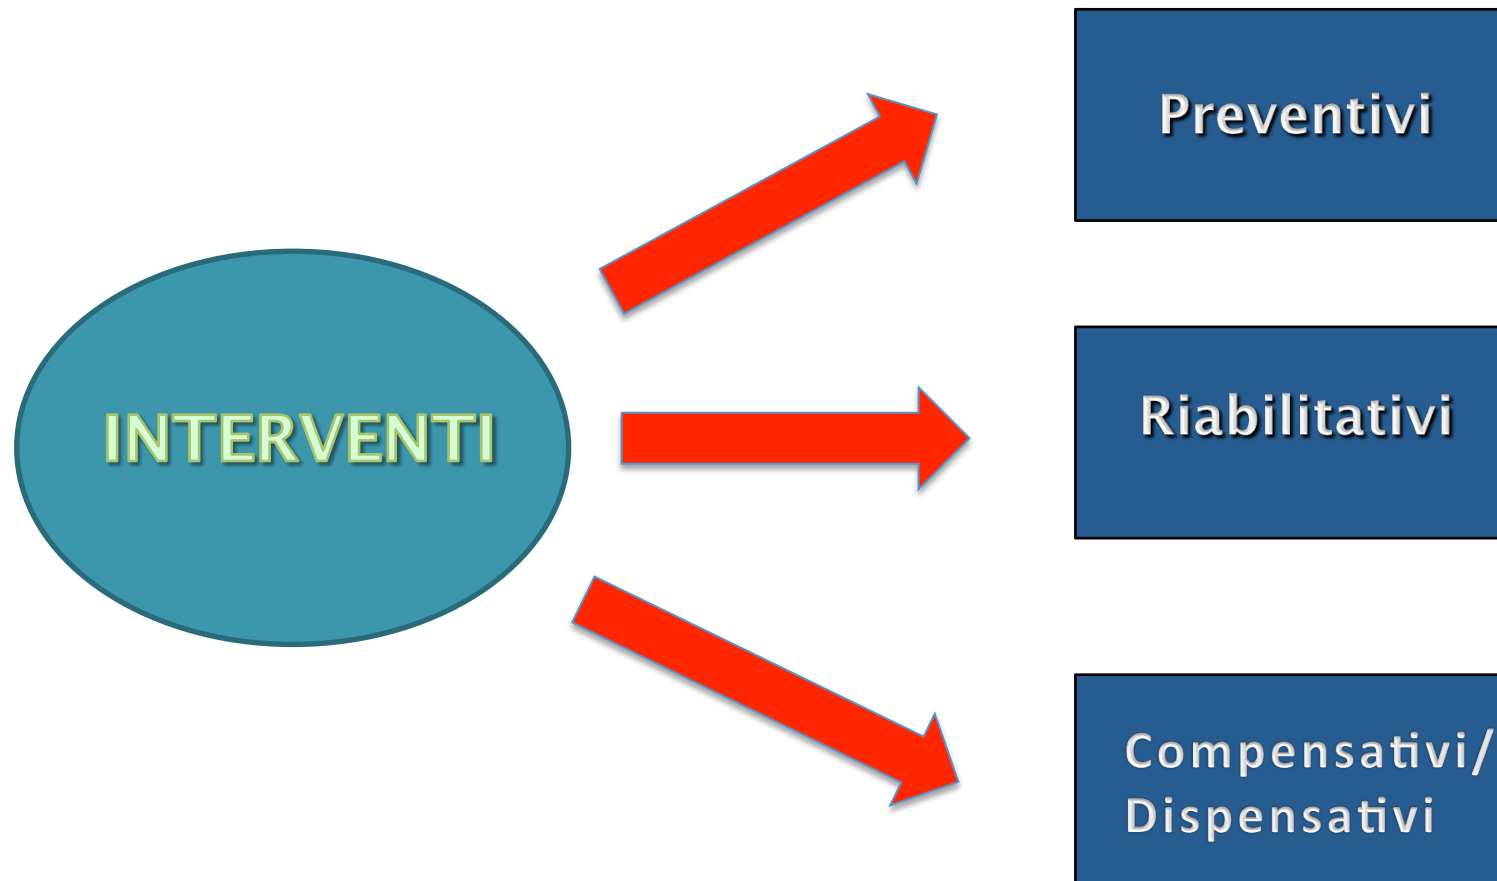 Preventivi
INTERVENTI
Riabilitativi
Compensativi/
Dispensativi